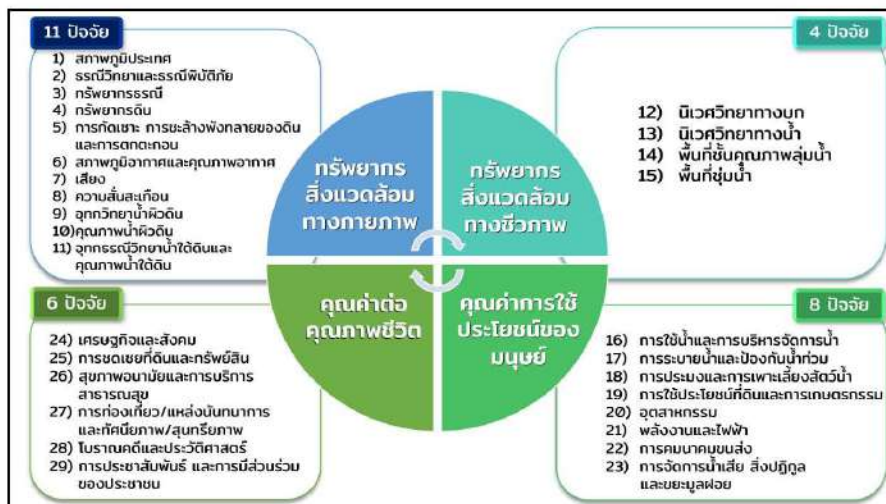 11 ปัจจัย
1) สภาพภูมิประเทศ
2) ธรณีวิทยาและธรณีพิบัติภัย
3) ทรัพยากรธรณี
4) ทรัพยากรดิน
5) การกัดเซาะ การชะล้างพังทลายของดิน
และการตกตะกอน
6) สภาพภูมิอากาศและคุณภาพอากาศ
7) เสียง
8) ความสั่นสะเทือน
9) อุทกวิทยาน้ำผิวดิน
10)คุณภาพน้ำผิวดิน
11) อุทกธรณีวิทยาน้ำใต้ดินและ
คุณภาพน้ำใต้ดิน
ทรัพยากร
สิ่งแวดล้อม
ทางกายภาพ
ทรัพยากร
สิ่งแวดล้อม
ทางชีวภาพ
4 ปัจจัย
12) นิเวศวิทยาทางบก
13) นิเวศวิทยาทางน้ำ
14) พื้นที่ชั้นคุณภาพลุ่มน้ำ
15) พื้นที่ชุ่มน้ำ
6 ปัจจัย
24) เศรษฐกิจและสังคม
25) การชดเชยที่ดินและทรัพย์สิน
26) สุขภาพอนามัยและการบริการ
สาธารณสุข
27) การท่องเที่ยว/แหล่งนันทนาการ
และทัศนียภาพ/สุนทรียภาพ
28) โบราณคดีและประวัติศาสตร์
29) การประชาสัมพันธ์ และการมีส่วนร่วม
ของประชาชน
คุณค่าต่อ
คุณภาพชีวิต
คุณค่าการใช้
ประโยชน์ของ
มนุษย์
8 ปัจจัย
16) การใช้น้ำและการบริหารจัดการน้ำ
17) การระบายน้ำและป้องกันน้ำท่วม
18) การประมงและการเพาะเลี้ยงสัตว์น้ำ
19) การใช้ประโยชน์ที่ดินและการเกษตรกรรม
20) อุตสาหกรรม
21) พลังงานและไฟฟ้า
22) การคมนาคมขนส่ง
23) การจัดการน้ำเสีย สิ่งปฏิกูล
และขยะมูลฝอย